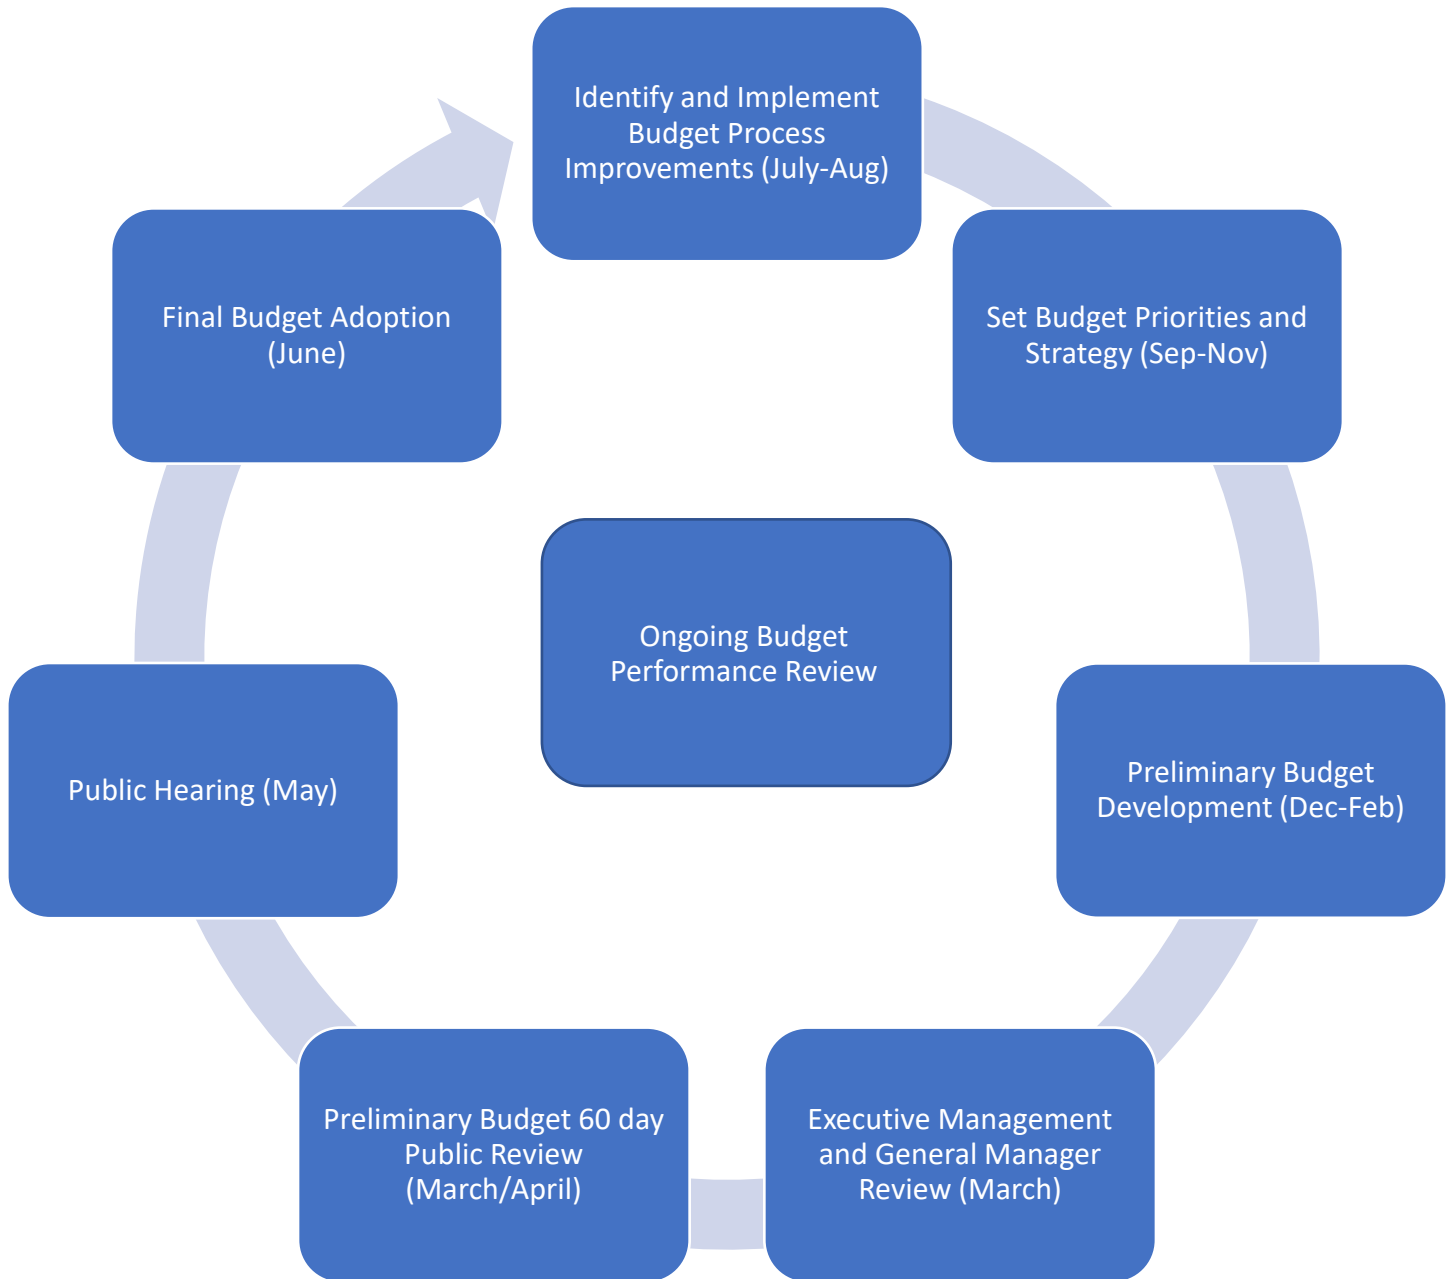 Identify and Implement
Budget Process
Improvements (July-Aug)
Set Budget Priorities and
Strategy (Sep-Nov)
Preliminary Budget
Development (Dec-Feb)
Executive Management
and General Manager
Review (March)
Preliminary Budget 60 day
Public Review
(March/April)
Public Hearing (May)
Final Budget Adoption
(June)
Ongoing Budget
Performance Review